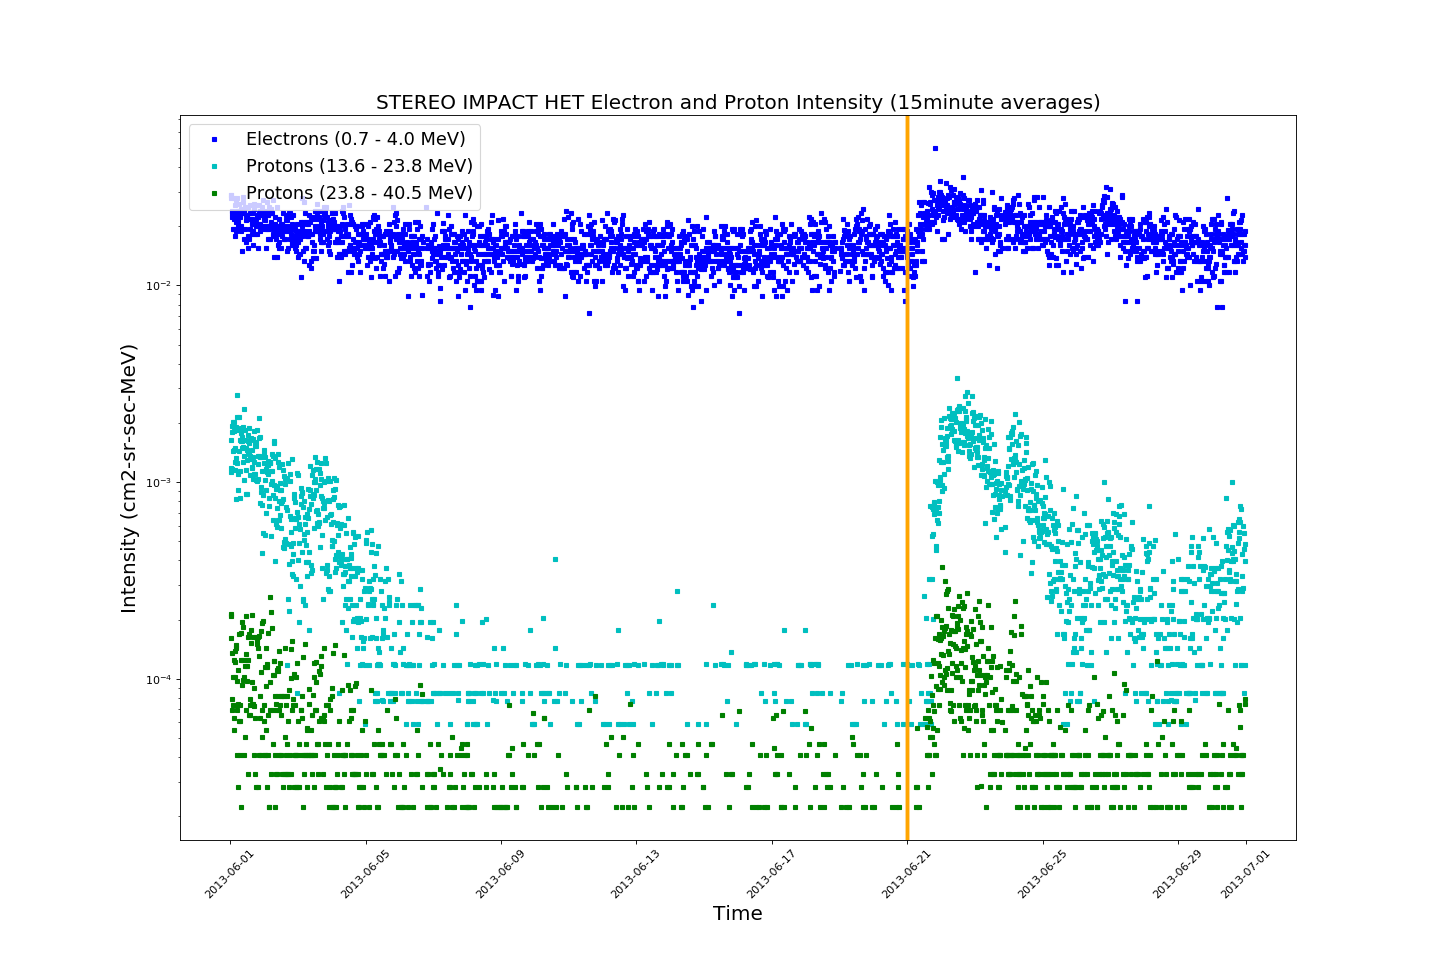 STEREO IMPACT HET Electron and Proton Intensity (15minute averages)
Electrons (0.7 - 4.0 MeV)
Protons (13.6 - 23.8 MeV)
Protons (23.8 - 40.5 MeV)
Intensity (cm2-sr-sec-MeV)
10⁻²
10⁻³
10⁻⁴
2013-06-01
2013-06-05
2013-06-09
2013-06-13
2013-06-17
2013-06-21
2013-06-25
2013-06-29
2013-07-01
Time